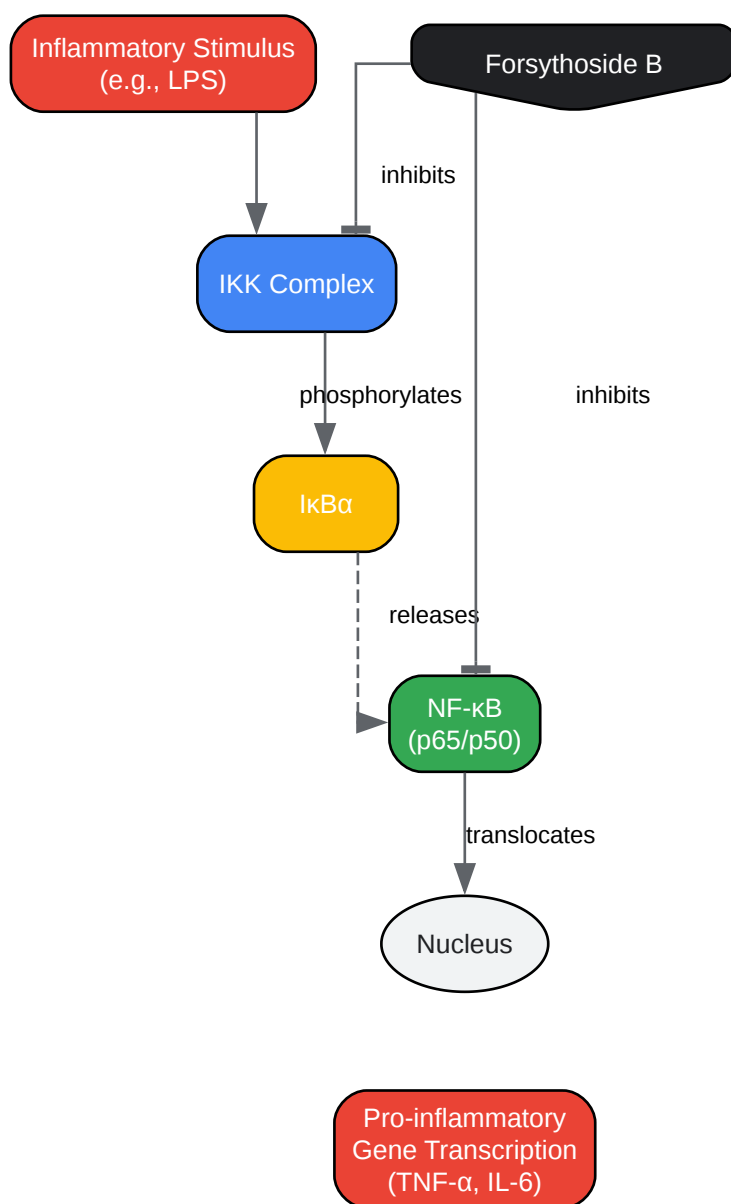 Inflammatory Stimulus
(e.g., LPS)
Forsythoside B
inhibits
IKK Complex
phosphorylates
inhibits
IκBα
releases
NF-κB
(p65/p50)
translocates
Nucleus
Pro-inflammatory
Gene Transcription
(TNF-α, IL-6)